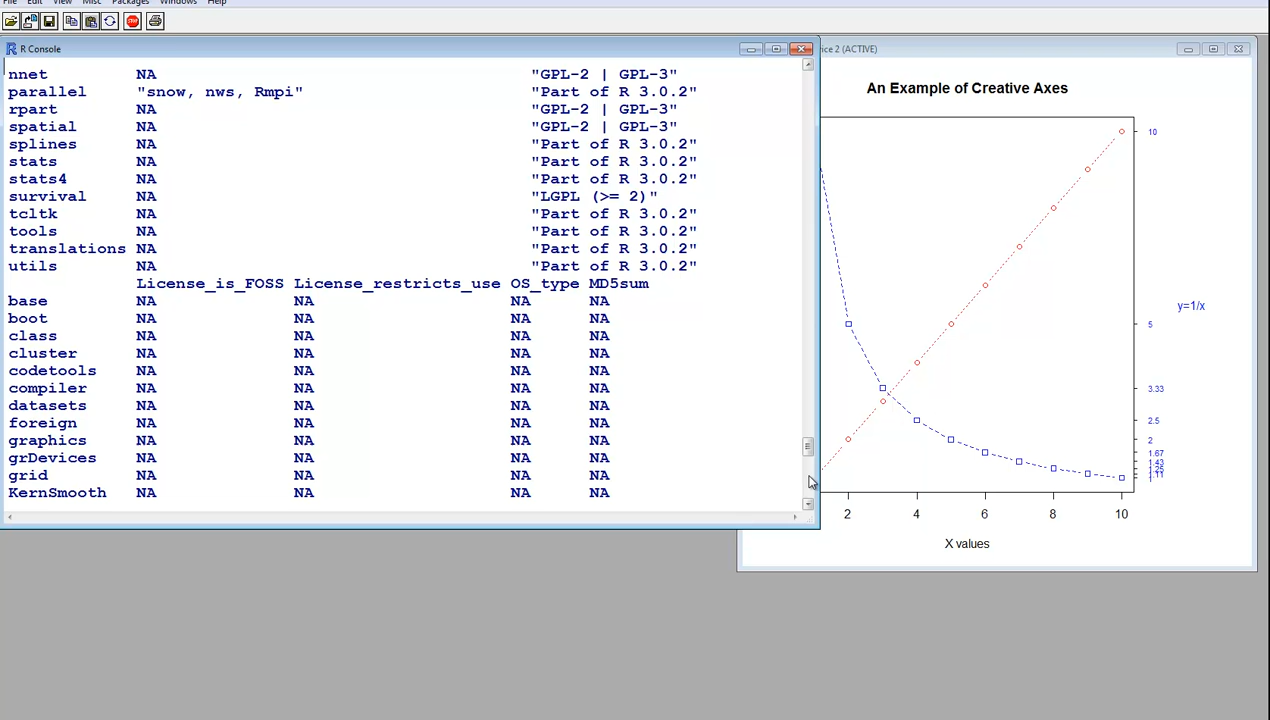 File Edit View Misc Packages Windows Help
R Console
nnet NA "GPL-2 | GPL-3"
parallel "snow, nws, Rmpi" "Part of R 3.0.2"
rpart NA "GPL-2 | GPL-3"
spatial NA "GPL-2 | GPL-3"
splines NA "Part of R 3.0.2"
stats NA "Part of R 3.0.2"
stats4 NA "Part of R 3.0.2"
survival NA "LGPL (>= 2)"
tcltk NA "Part of R 3.0.2"
tools NA "Part of R 3.0.2"
translations NA "Part of R 3.0.2"
utils NA "Part of R 3.0.2"
License_is_FOSS License_restricts_use OS_type MD5sum
base NA NA NA NA
boot NA NA NA NA
class NA NA NA NA
cluster NA NA NA NA
codetools NA NA NA NA
compiler NA NA NA NA
datasets NA NA NA NA
foreign NA NA NA NA
graphics NA NA NA NA
grDevices NA NA NA NA
grid NA NA NA NA
KernSmooth NA NA NA NA
2 (ACTIVE)
An Example of Creative Axes
10
y=1/x
5
3.33
2.5
2
1.67
1.43
1.25
1.11
1
2 4 6 8 10
X values